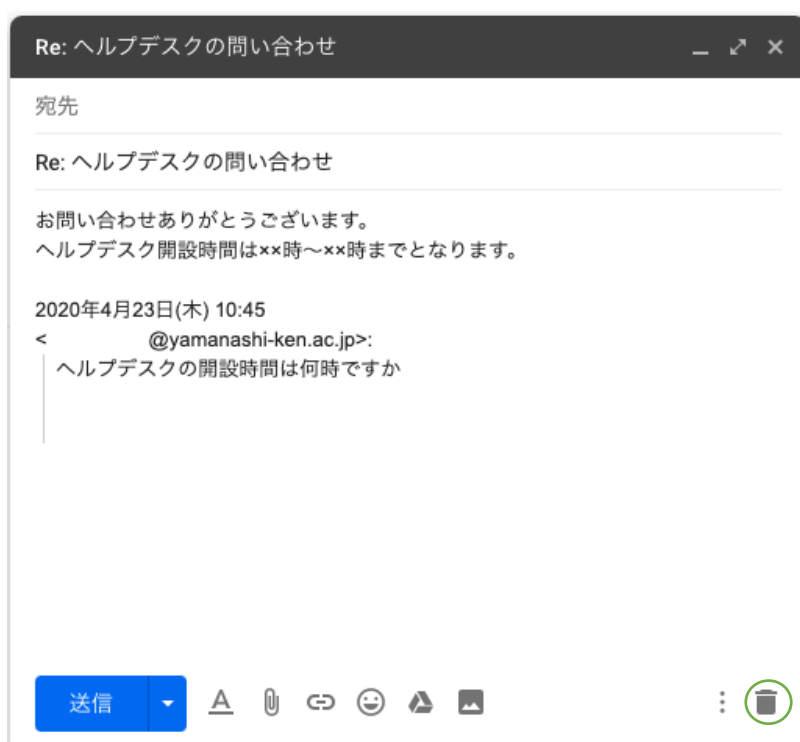 Re: ヘルプデスクの問い合わせ
宛先
Re: ヘルプデスクの問い合わせ
お問い合わせありがとうございます。
ヘルプデスク開設時間は××時〜××時までとなります。
2020年4月23日(木) 10:45
< @yamanashi-ken.ac.jp>:
ヘルプデスクの開設時間は何時ですか
送信